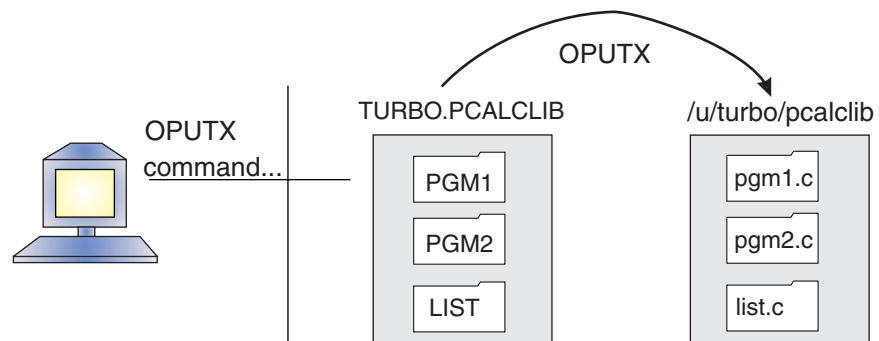 OPUTX
TURBO.PCALCLIB
/u/turbo/pcalclib
OPUTX
command...
PGM1
pgm1.c
PGM2
pgm2.c
LIST
list.c